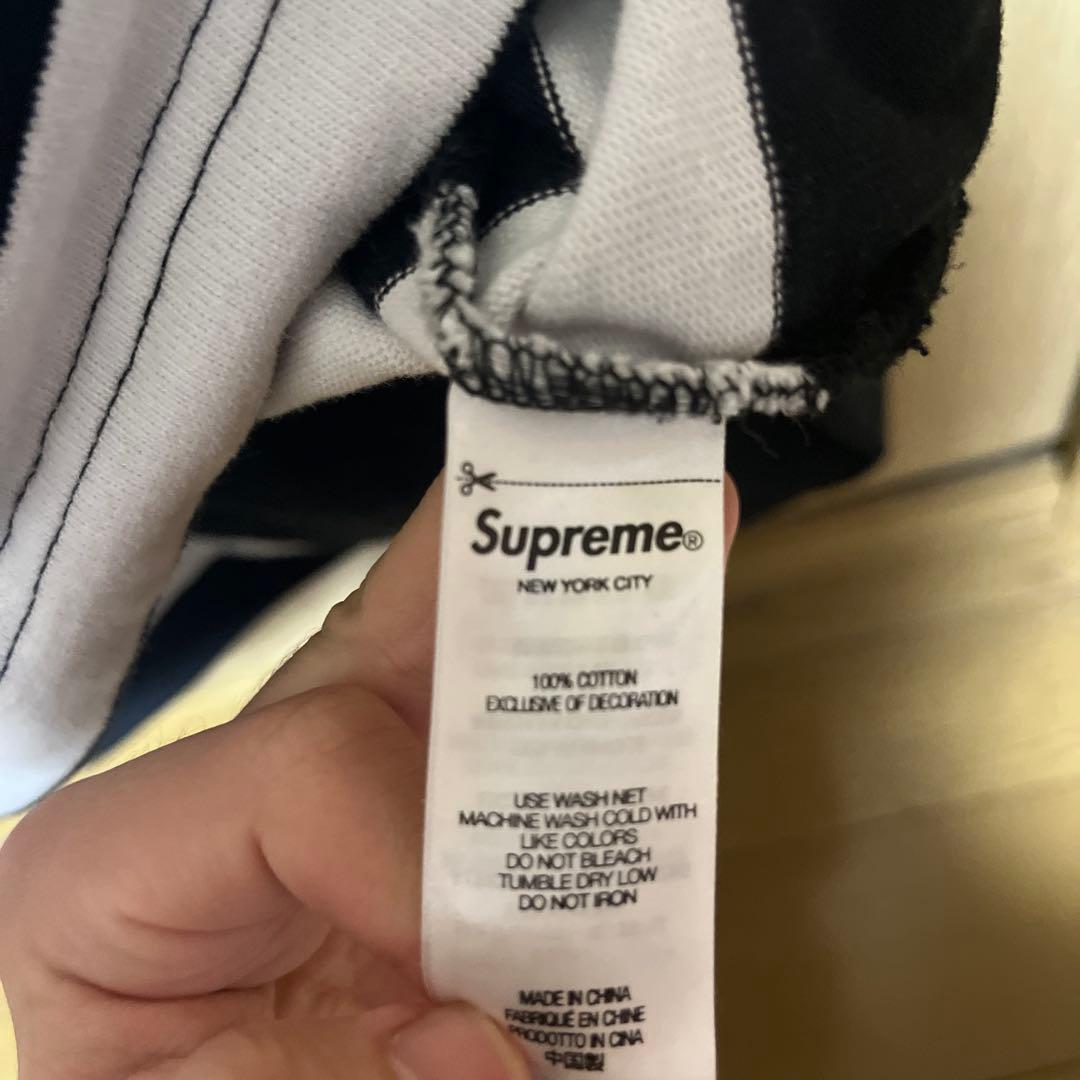 Supreme®
NEW YORK CITY
100% COTTON
EXCLUSIVE OF DECORATION
USE WASH NET
MACHINE WASH COLD WITH
LIKE COLORS
DO NOT BLEACH
TUMBLE DRY LOW
DO NOT IRON
MADE IN CHINA
FABRIQUÉ EN CHINE
PRODOTTO IN CINA
中国製